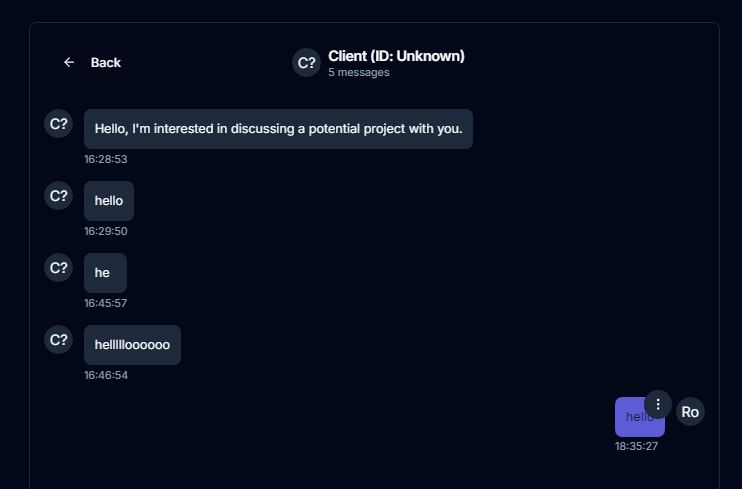 Back
C?
Client (ID: Unknown)
5 messages
C?
Hello, I'm interested in discussing a potential project with you.
16:28:53
C?
hello
16:29:50
C?
he
16:45:57
C?
hellllloooooo
16:46:54
hello
Ro
18:35:27